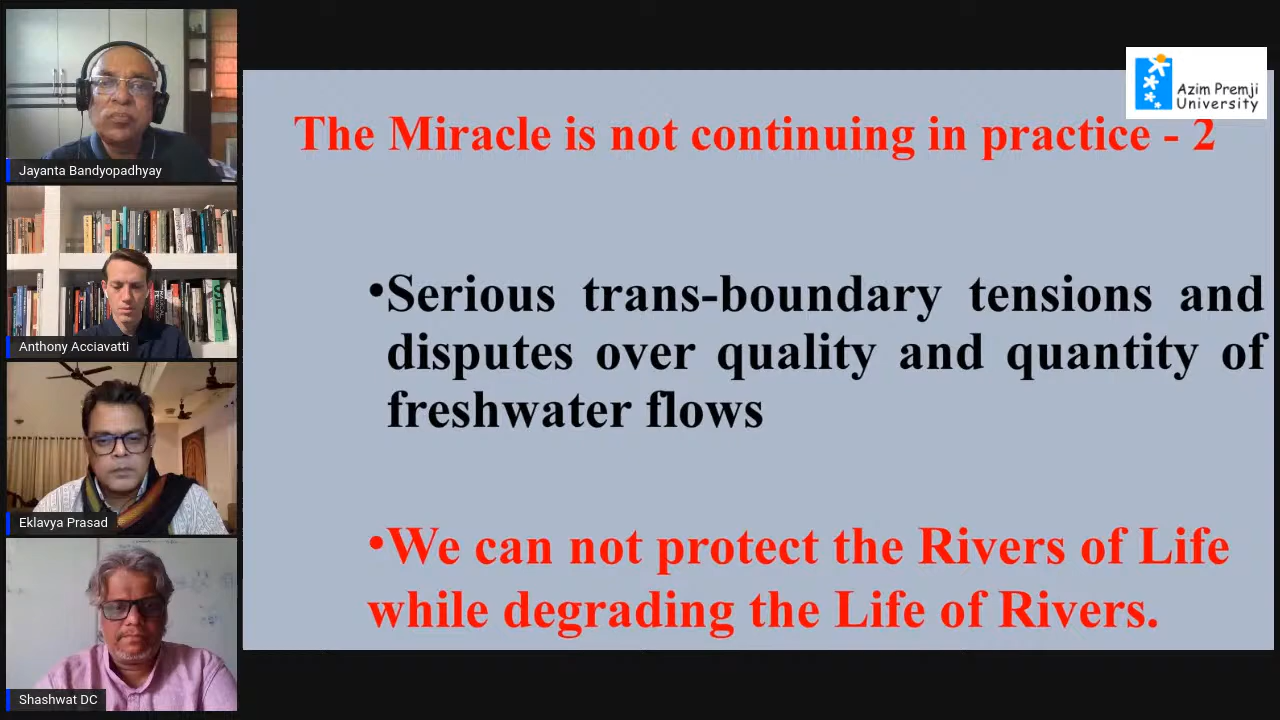 Jayanta Bandyopadhyay
Anthony Acciavatti
Eklavya Prasad
Shashwat DC
Azim Premji
University
The Miracle is not continuing in practice - 2
•Serious trans-boundary tensions and
disputes over quality and quantity of
freshwater flows
•We can not protect the Rivers of Life
while degrading the Life of Rivers.